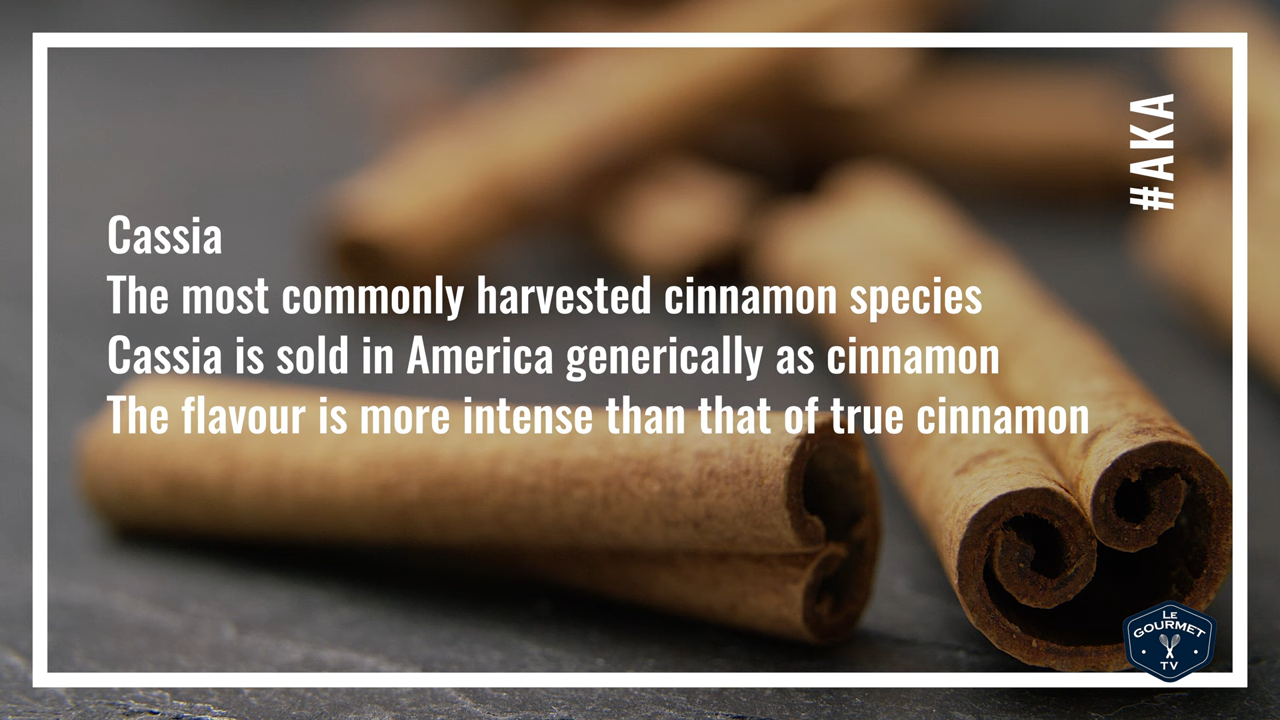 #AKA
Cassia
The most commonly harvested cinnamon species
Cassia is sold in America generically as cinnamon
The flavour is more intense than that of true cinnamon
LE
GOURMET
TV